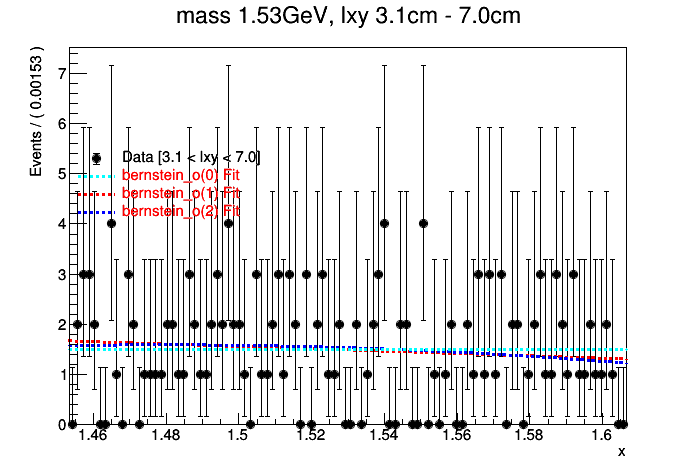 mass 1.53GeV, lxy 3.1cm - 7.0cm
Events / ( 0.00153 )
7
6
5
4
3
2
1
0
Data [3.1 < lxy < 7.0]
bernstein_o(0) Fit
bernstein_o(1) Fit
bernstein_o(2) Fit
1.46 1.48 1.5 1.52 1.54 1.56 1.58 1.6
x